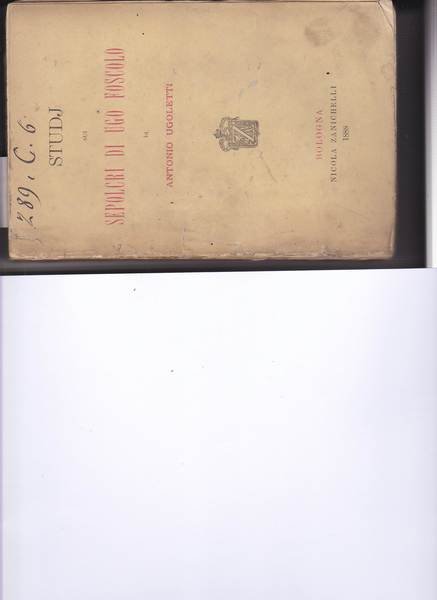 289, C. 6
STUDJ
SUI
SEPOLCRI DI UGO FOSCOLO
DI
ANTONIO UGOLETTI
BOLOGNA
NICOLA ZANICHELLI
1888